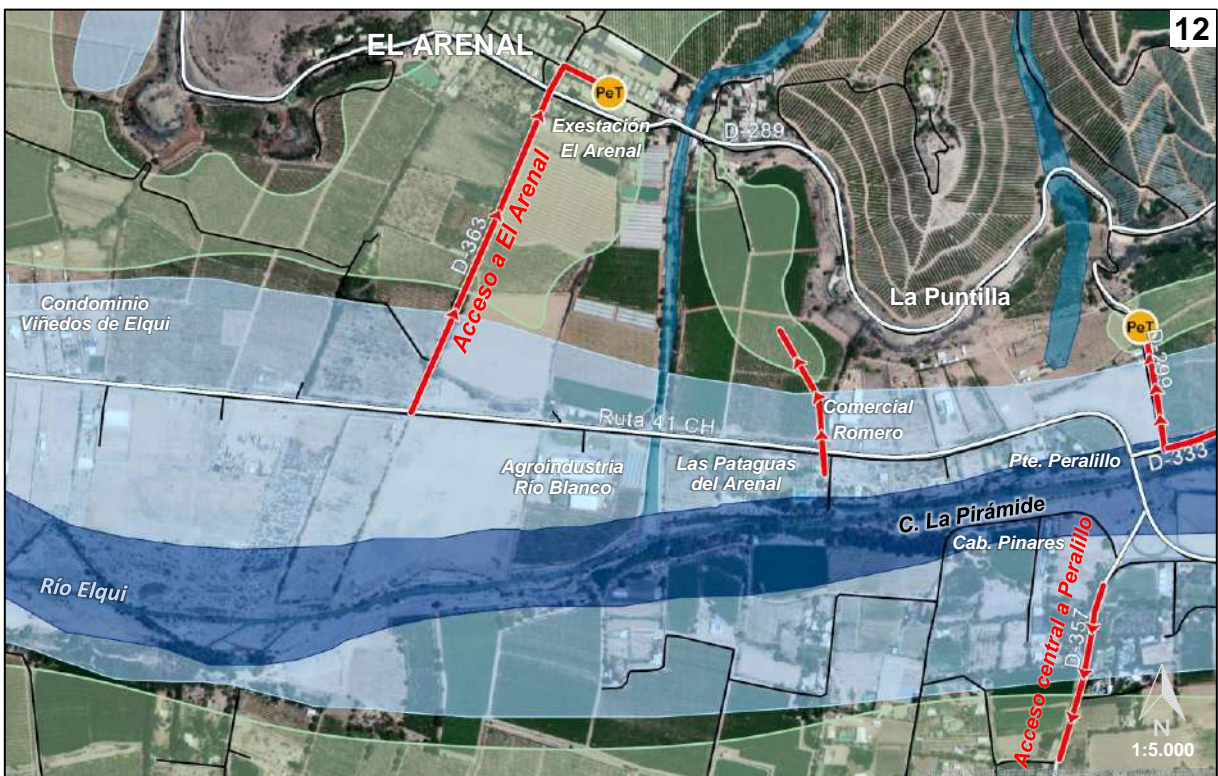 12
EL ARENAL
PeT
Exestación
El Arenal
D-289
D-363
Acceso a El Arenal
La Puntilla
Condominio
Viñedos de Elqui
PeT
D-299
Comercial
Romero
Ruta 41 CH
Agroindustria
Río Blanco
Las Pataguas
del Arenal
Pte. Peralillo
D-333
C. La Pirámide
Cab. Pinares
Río Elqui
D-357
Acceso central a Peralillo
N
1:5.000